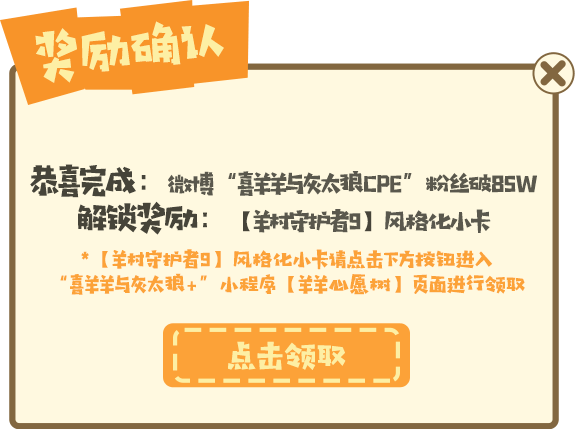 奖励确认
恭喜完成：微博“喜羊羊与灰太狼CPE”粉丝破85W
解锁奖励：【羊村守护者9】风格化小卡
*【羊村守护者9】风格化小卡请点击下方按钮进入
“喜羊羊与灰太狼+”小程序【羊羊心愿树】页面进行领取
点击领取